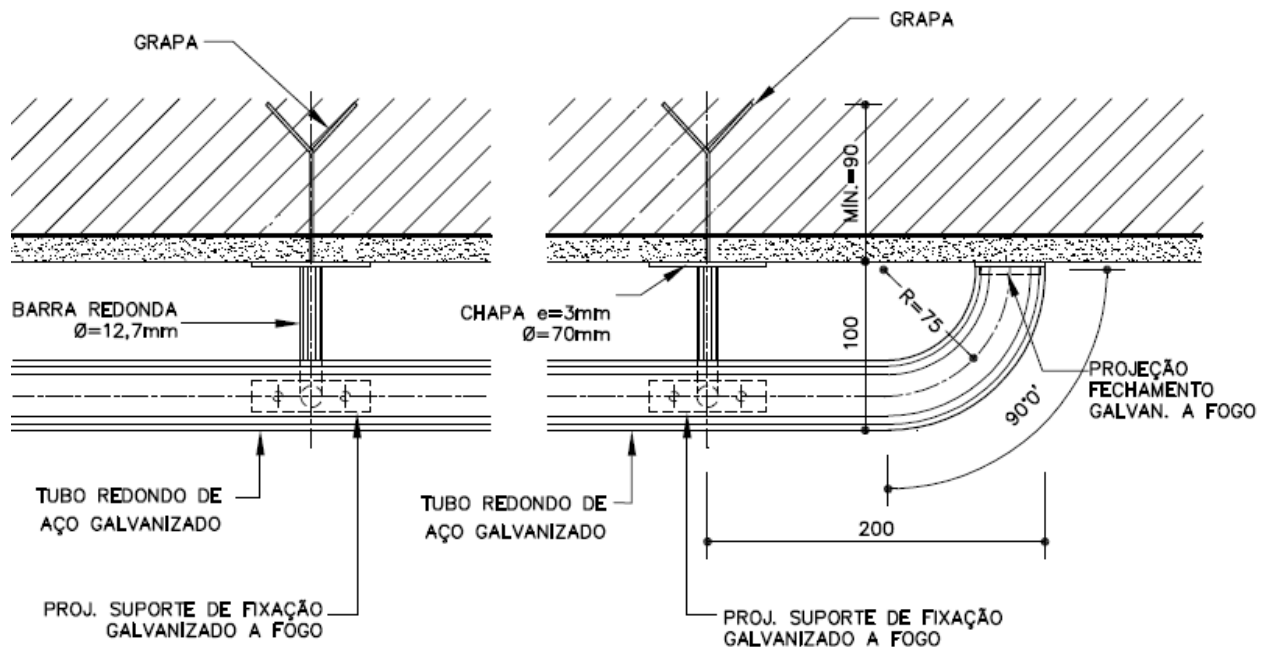 GRAPA
GRAPA
MÍN.=90
BARRA REDONDA
Ø=12,7mm
CHAPA e=3mm
Ø=70mm
100
R=75
PROJEÇÃO
FECHAMENTO
GALVAN. A FOGO
90°0'
TUBO REDONDO DE
AÇO GALVANIZADO
TUBO REDONDO DE
AÇO GALVANIZADO
200
PROJ. SUPORTE DE FIXAÇÃO
GALVANIZADO A FOGO
PROJ. SUPORTE DE FIXAÇÃO
GALVANIZADO A FOGO